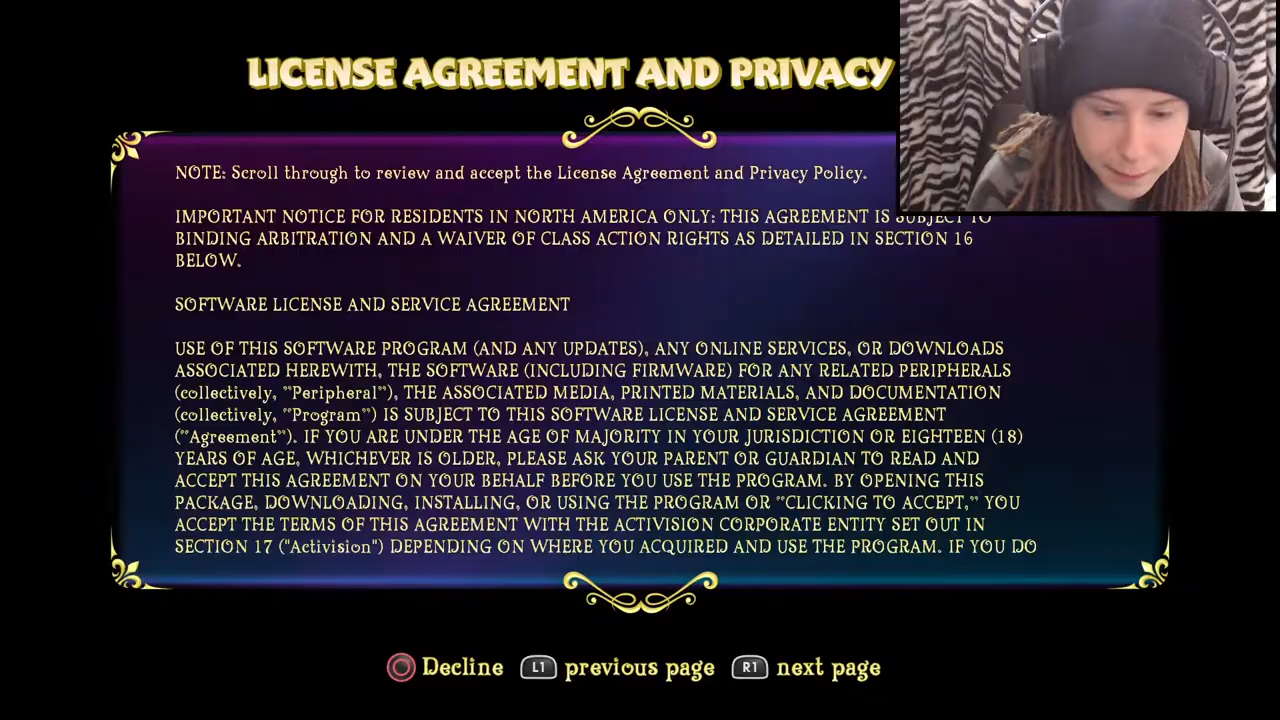 LICENSE AGREEMENT AND PRIVACY
NOTE: Scroll through to review and accept the License Agreement and Privacy Policy.
IMPORTANT NOTICE FOR RESIDENTS IN NORTH AMERICA ONLY: THIS AGREEMENT IS SUBJECT TO
BINDING ARBITRATION AND A WAIVER OF CLASS ACTION RIGHTS AS DETAILED IN SECTION 16
BELOW.
SOFTWARE LICENSE AND SERVICE AGREEMENT
USE OF THIS SOFTWARE PROGRAM (AND ANY UPDATES), ANY ONLINE SERVICES, OR DOWNLOADS
ASSOCIATED HEREWITH, THE SOFTWARE (INCLUDING FIRMWARE) FOR ANY RELATED PERIPHERALS
(collectively, "Peripheral"), THE ASSOCIATED MEDIA, PRINTED MATERIALS, AND DOCUMENTATION
(collectively, "Program") IS SUBJECT TO THIS SOFTWARE LICENSE AND SERVICE AGREEMENT
("Agreement"). IF YOU ARE UNDER THE AGE OF MAJORITY IN YOUR JURISDICTION OR EIGHTEEN (18)
YEARS OF AGE, WHICHEVER IS OLDER, PLEASE ASK YOUR PARENT OR GUARDIAN TO READ AND
ACCEPT THIS AGREEMENT ON YOUR BEHALF BEFORE YOU USE THE PROGRAM. BY OPENING THIS
PACKAGE, DOWNLOADING, INSTALLING, OR USING THE PROGRAM OR "CLICKING TO ACCEPT," YOU
ACCEPT THE TERMS OF THIS AGREEMENT WITH THE ACTIVISION CORPORATE ENTITY SET OUT IN
SECTION 17 ("Activision") DEPENDING ON WHERE YOU ACQUIRED AND USE THE PROGRAM. IF YOU DO
Decline L1 previous page R1 next page